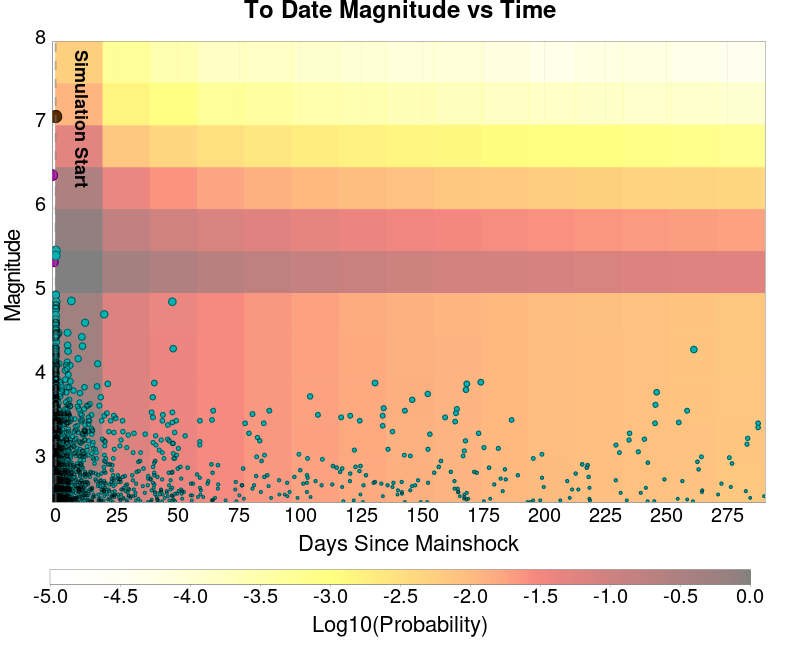 To Date Magnitude vs Time
8
7
6
5
4
3
Magnitude
Simulation Start
0 25 50 75 100 125 150 175 200 225 250 275
Days Since Mainshock
-5.0 -4.5 -4.0 -3.5 -3.0 -2.5 -2.0 -1.5 -1.0 -0.5 0.0
Log10(Probability)